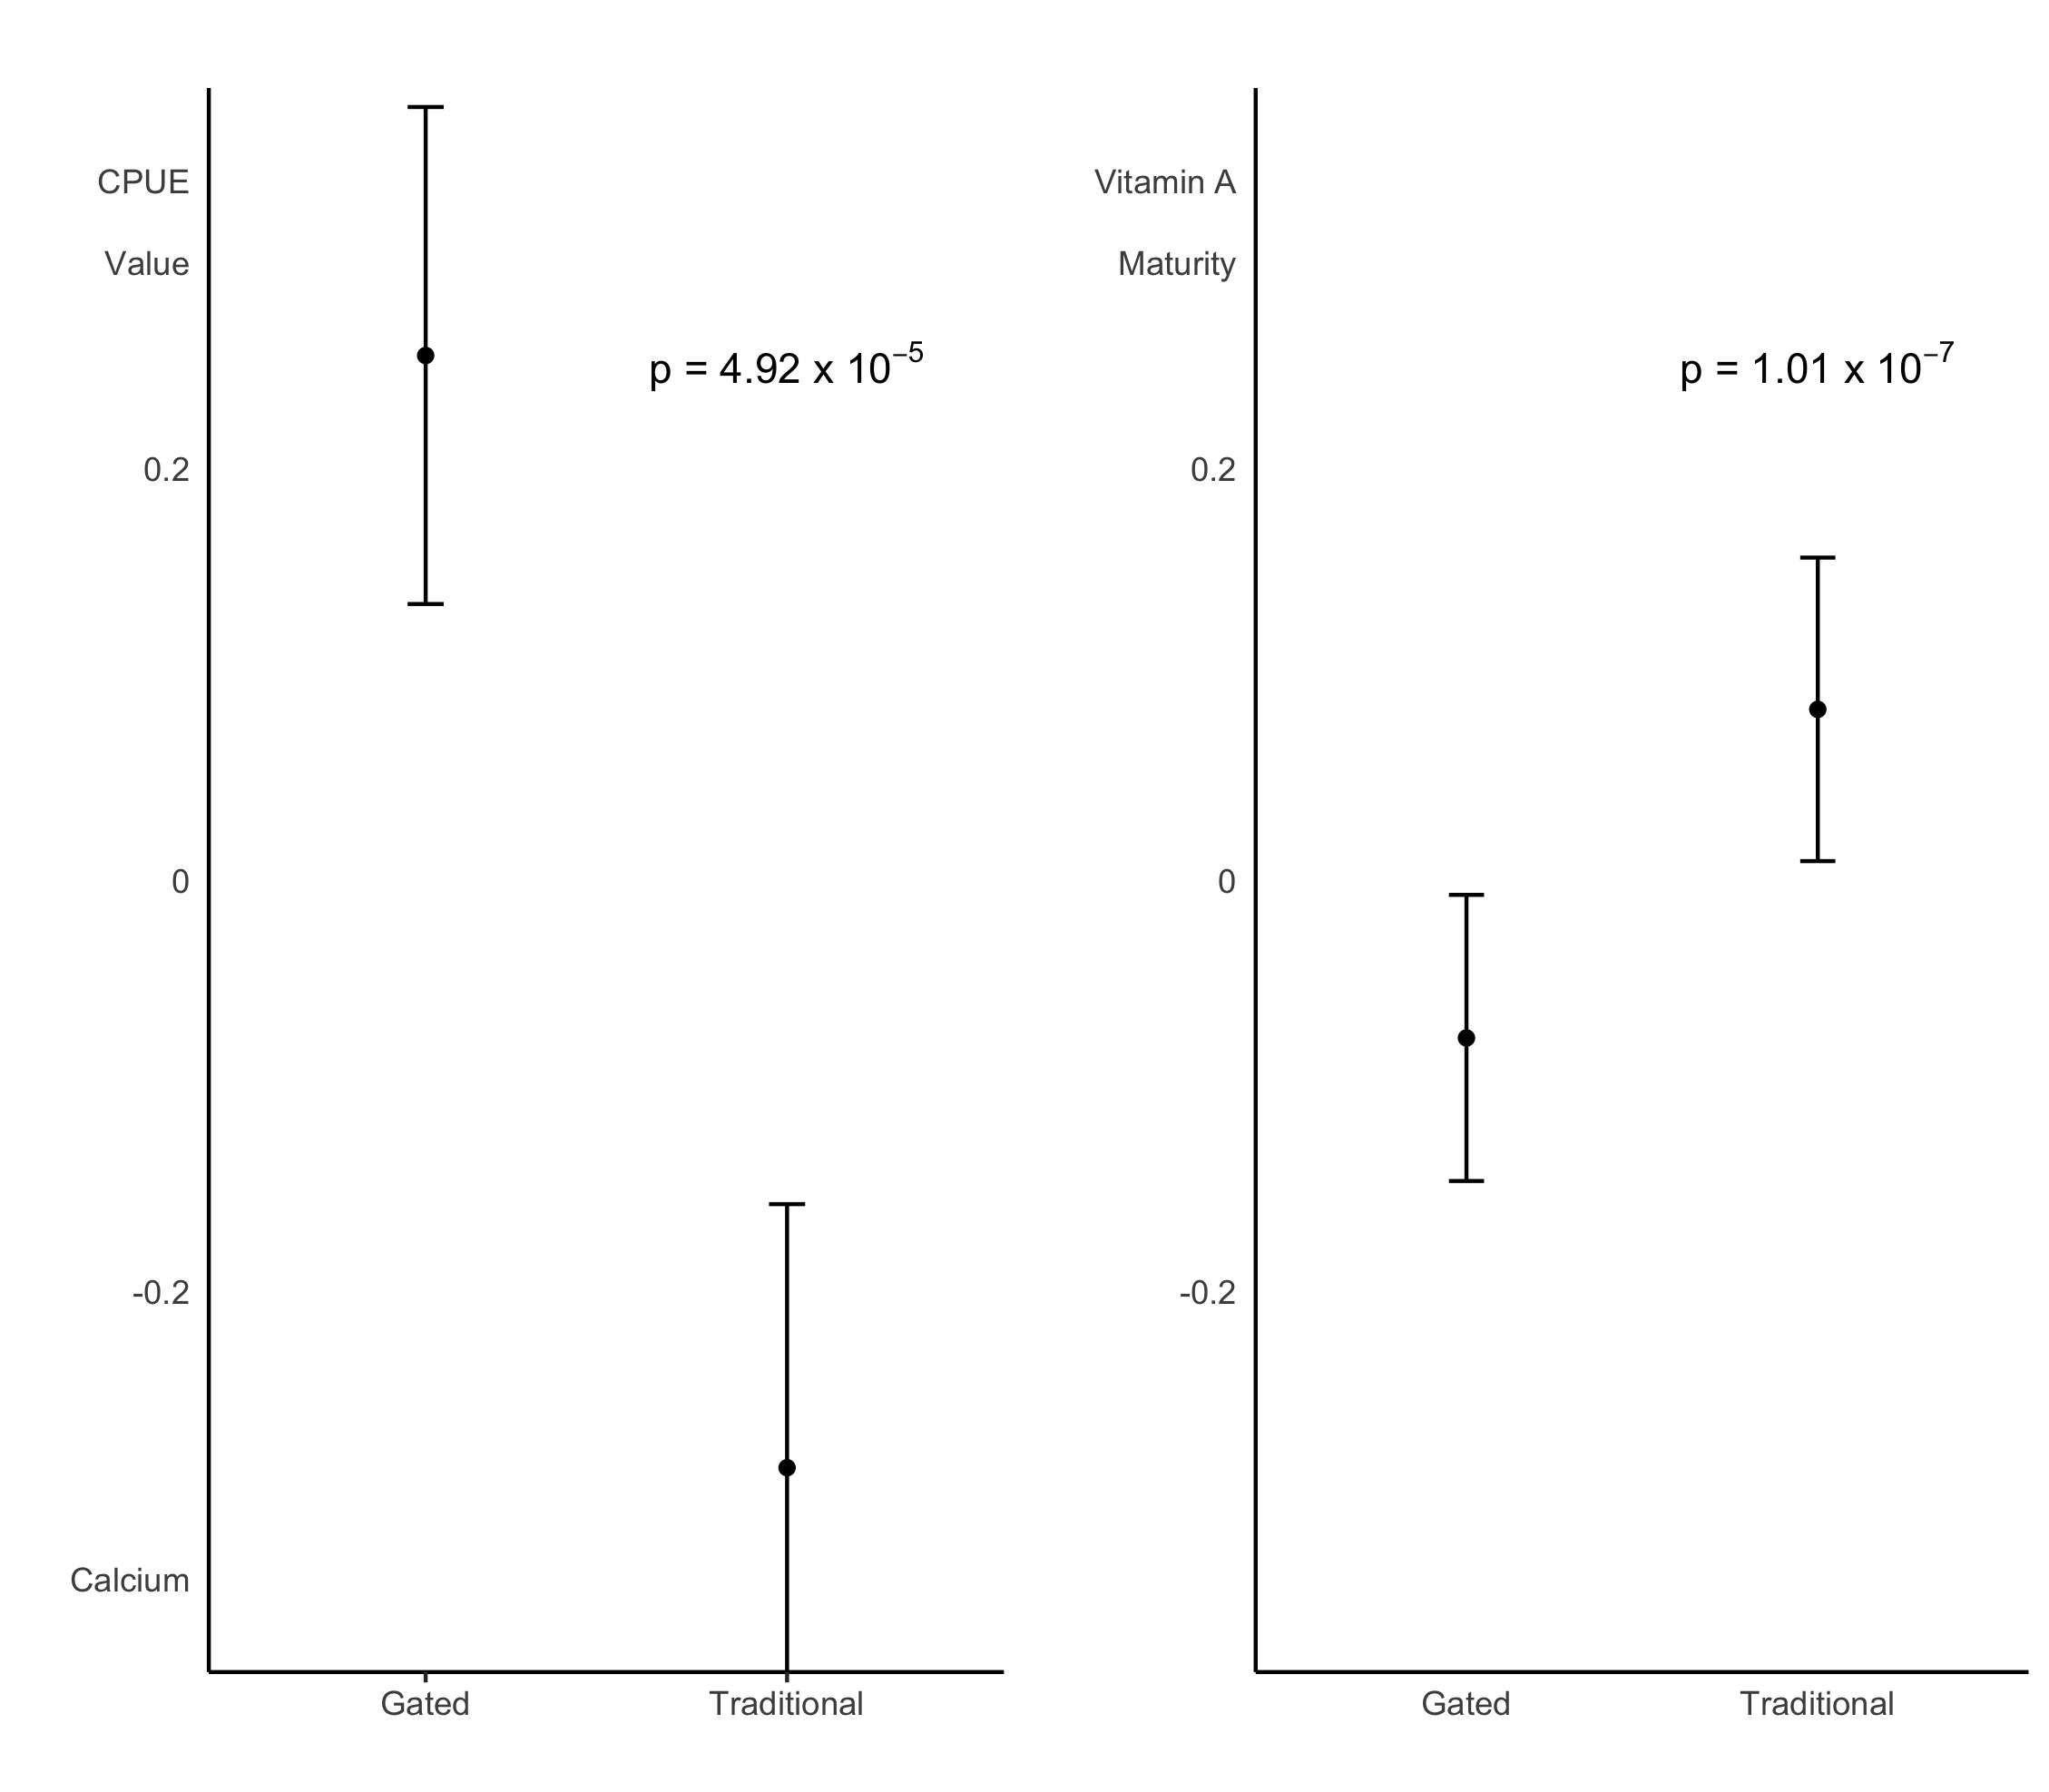 CPUE
Value
p = 4.92 x 10⁻⁵
0.2
0
-0.2
Calcium
Gated
Traditional
Vitamin A
Maturity
p = 1.01 x 10⁻⁷
0.2
0
-0.2
Gated
Traditional